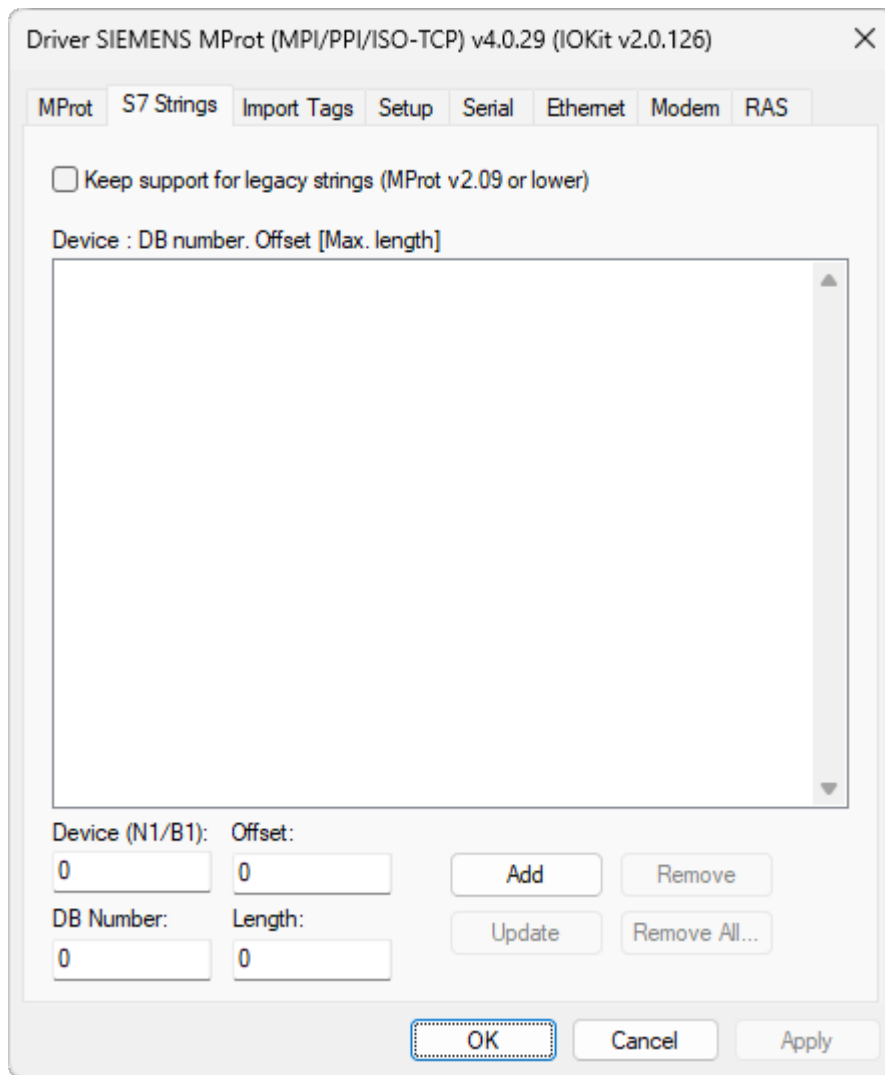 Driver SIEMENS MProt (MPI/PPI/ISO-TCP) v4.0.29 (IOKit v2.0.126)
MProt S7 Strings Import Tags Setup Serial Ethernet Modem RAS
Keep support for legacy strings (MProt v2.09 or lower)
Device : DB number. Offset [Max. length]
Device (N1/B1): Offset:
0 0 Add Remove
DB Number: Length:
0 0 Update Remove All...
OK Cancel Apply